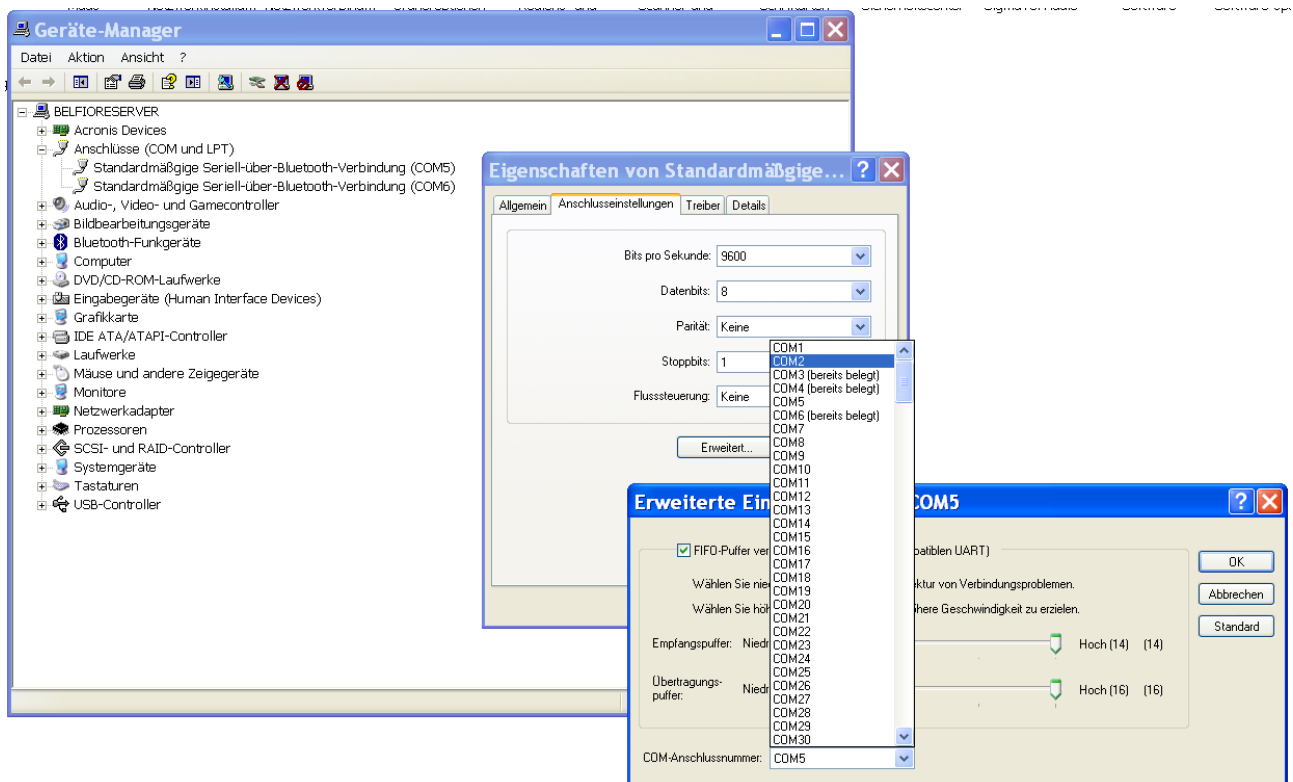 Geräte-Manager
Datei Aktion Ansicht ?
BELFIORESERVER
Acronis Devices
Anschlüsse (COM und LPT)
Standardmäßgige Seriell-über-Bluetooth-Verbindung (COM5)
Standardmäßgige Seriell-über-Bluetooth-Verbindung (COM6)
Audio-, Video- und Gamecontroller
Bildbearbeitungsgeräte
Bluetooth-Funkgeräte
Computer
DVD/CD-ROM-Laufwerke
Eingabegeräte (Human Interface Devices)
Grafikkarte
IDE ATA/ATAPI-Controller
Laufwerke
Mäuse und andere Zeigegeräte
Monitore
Netzwerkadapter
Prozessoren
SCSI- und RAID-Controller
Systemgeräte
Tastaturen
USB-Controller
Eigenschaften von Standardmäßgige...
Allgemein Anschlusseinstellungen Treiber Details
Bits pro Sekunde: 9600
Datenbits: 8
Parität: Keine
Stoppbits: 1
Flusssteuerung: Keine
Erweitert...
COM1
COM2
COM3 (bereits belegt)
COM4 (bereits belegt)
COM5
COM6 (bereits belegt)
COM7
COM8
COM9
COM10
COM11
COM12
COM13
COM14
COM15
COM16
COM17
COM18
COM19
COM20
COM21
COM22
COM23
COM24
COM25
COM26
COM27
COM28
COM29
COM30
Erweiterte Ein COM5
FIFO-Puffer ver patiblen UART)
Wählen Sie nie ektur von Verbindungsproblemen.
Wählen Sie höh here Geschwindigkeit zu erzielen.
Empfangspuffer: Niedr Hoch (14) (14)
Übertragungs-
puffer: Niedr Hoch (16) (16)
COM-Anschlussnummer: COM5
OK
Abbrechen
Standard